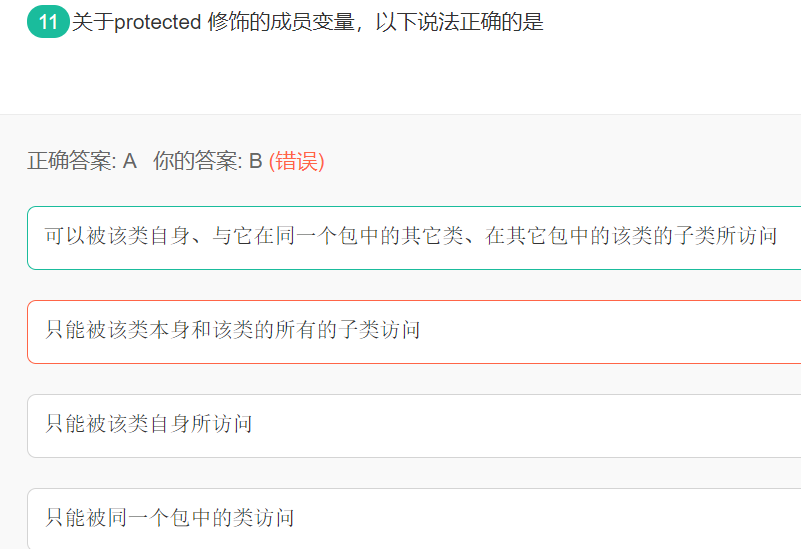 11 关于protected 修饰的成员变量，以下说法正确的是
正确答案: A 你的答案: B (错误)
可以被该类自身、与它在同一个包中的其它类、在其它包中的该类的子类所访问
只能被该类本身和该类的所有的子类访问
只能被该类自身所访问
只能被同一个包中的类访问